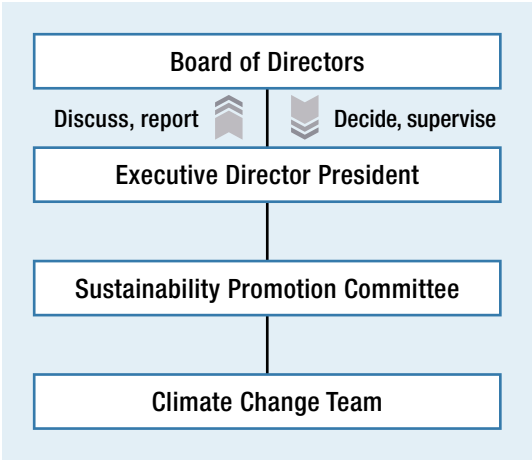 Board of Directors
Discuss, report
Decide, supervise
Executive Director President
Sustainability Promotion Committee
Climate Change Team